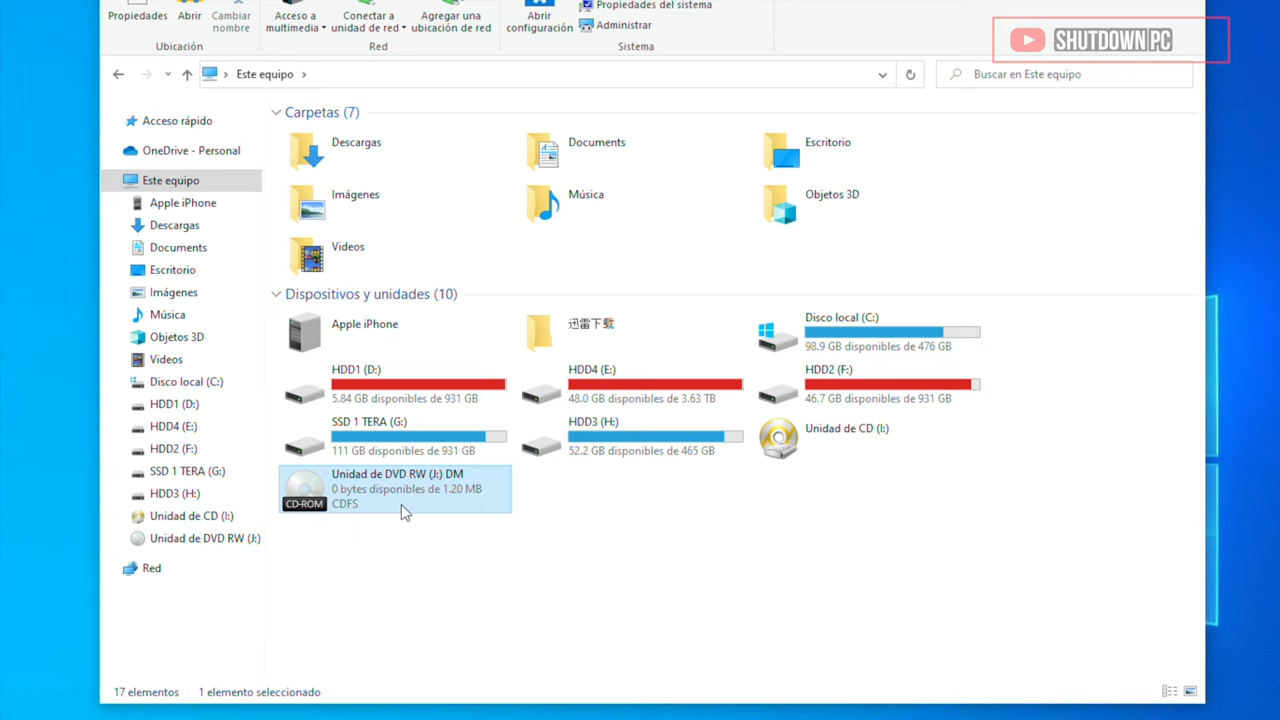 Propiedades
Abrir
Cambiar
nombre
Acceso a
multimedia
Conectar a
unidad de red
Agregar una
ubicación de red
Abrir
configuración
Propiedades del sistema
Administrar
Ubicación
Red
Sistema
SHUTDOWN PC
Este equipo
Buscar en Este equipo
Acceso rápido
OneDrive - Personal
Este equipo
Apple iPhone
Descargas
Documents
Escritorio
Imágenes
Música
Objetos 3D
Videos
Disco local (C:)
HDD1 (D:)
HDD4 (E:)
HDD2 (F:)
SSD 1 TERA (G:)
HDD3 (H:)
Unidad de CD (I:)
Unidad de DVD RW (J:)
Red
Carpetas (7)
Descargas
Documents
Escritorio
Imágenes
Música
Objetos 3D
Videos
Dispositivos y unidades (10)
Apple iPhone
迅雷下载
Disco local (C:)
98.9 GB disponibles de 476 GB
HDD1 (D:)
5.84 GB disponibles de 931 GB
HDD4 (E:)
48.0 GB disponibles de 3.63 TB
HDD2 (F:)
46.7 GB disponibles de 931 GB
SSD 1 TERA (G:)
111 GB disponibles de 931 GB
HDD3 (H:)
52.2 GB disponibles de 465 GB
Unidad de CD (I:)
Unidad de DVD RW (J:) DM
0 bytes disponibles de 1.20 MB
CDFS
CD-ROM
17 elementos
1 elemento seleccionado